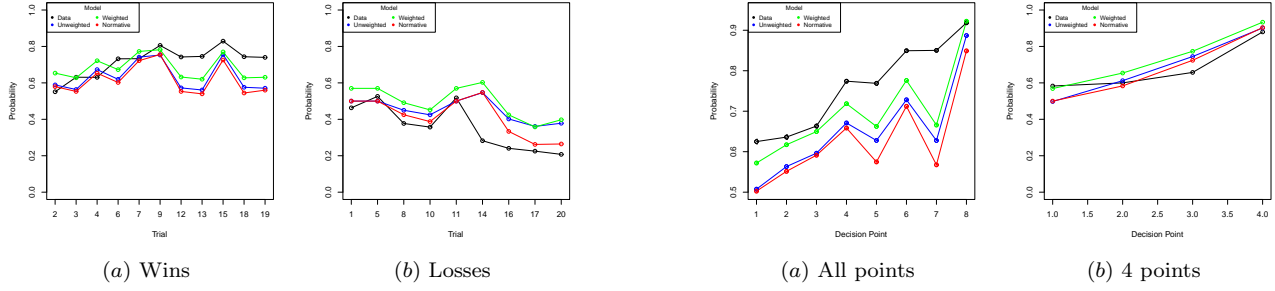 Model
Data
Weighted
Unweighted
Normative
Probability
0.0
0.2
0.4
0.6
0.8
1.0
2 3 4 6 7 9 12 13 15 18 19
Trial
(a) Wins
Model
Data
Weighted
Unweighted
Normative
Probability
0.0
0.2
0.4
0.6
0.8
1.0
1 5 8 10 11 14 16 17 20
Trial
(b) Losses
Model
Data
Weighted
Unweighted
Normative
Probability
0.5
0.6
0.7
0.8
0.9
1 2 3 4 5 6 7 8
Decision Point
(a) All points
Model
Data
Weighted
Unweighted
Normative
Probability
0.0
0.2
0.4
0.6
0.8
1.0
1.0 1.5 2.0 2.5 3.0 3.5 4.0
Decision Point
(b) 4 points